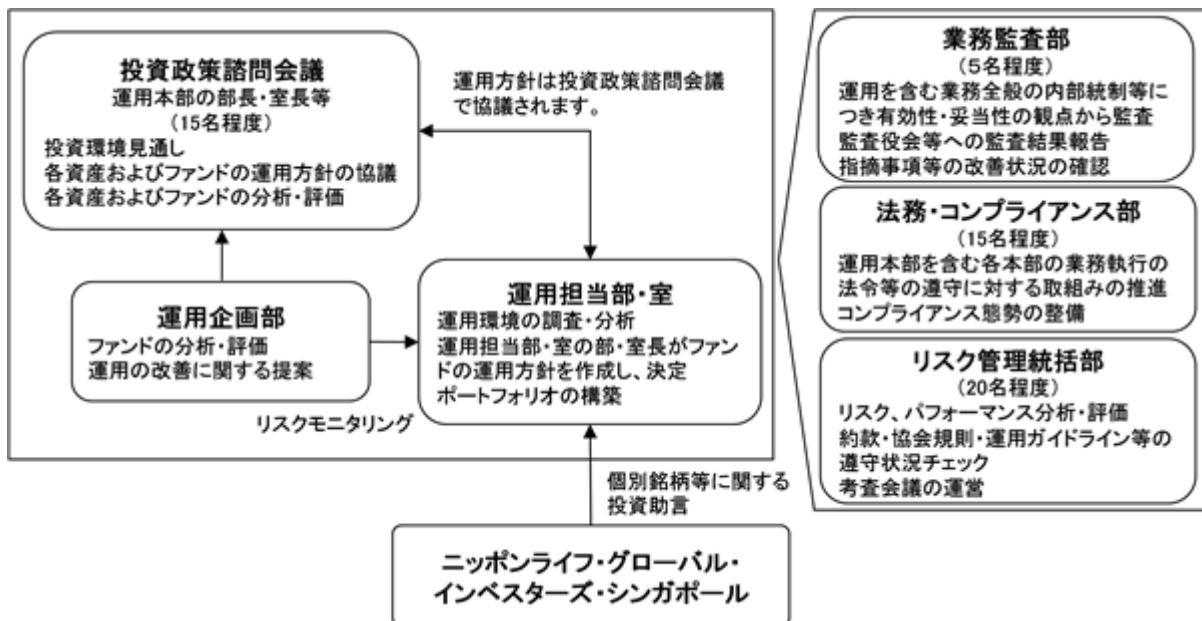 投資政策諮問会議
運用本部の部長・室長等
(15名程度)
投資環境見通し
各資産およびファンドの運用方針の協議
各資産およびファンドの分析・評価
運用方針は投資政策諮問会議
で協議されます。
運用企画部
ファンドの分析・評価
運用の改善に関する提案
リスクモニタリング
運用担当部・室
運用環境の調査・分析
運用担当部・室の部・室長がファン
ドの運用方針を作成し、決定
ポートフォリオの構築
個別銘柄等に関する
投資助言
ニッポンライフ・グローバル・
インベスターズ・シンガポール
業務監査部
(5名程度)
運用を含む業務全般の内部統制等に
つき有効性・妥当性の観点から監査
監査役会等への監査結果報告
指摘事項等の改善状況の確認
法務・コンプライアンス部
(15名程度)
運用本部を含む各本部の業務執行の
法令等の遵守に対する取組みの推進
コンプライアンス態勢の整備
リスク管理統括部
(20名程度)
リスク、パフォーマンス分析・評価
約款・協会規則・運用ガイドライン等の
遵守状況チェック
考査会議の運営